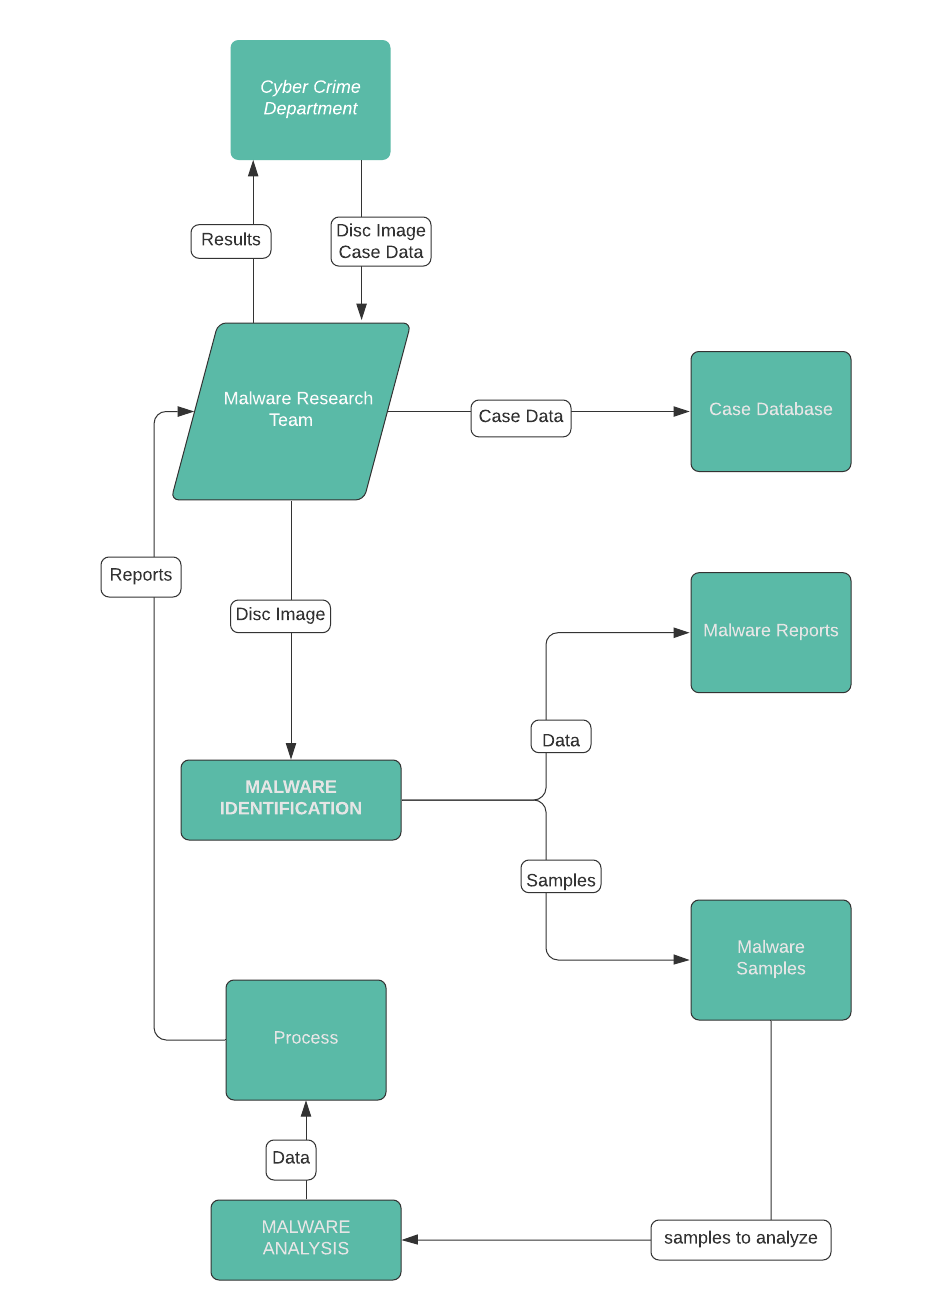 Cyber Crime
Department
Results
Disc Image
Case Data
Malware Research
Team
Case Data
Case Database
Reports
Disc Image
Malware Reports
Data
MALWARE
IDENTIFICATION
Samples
Malware
Samples
Process
Data
MALWARE
ANALYSIS
samples to analyze